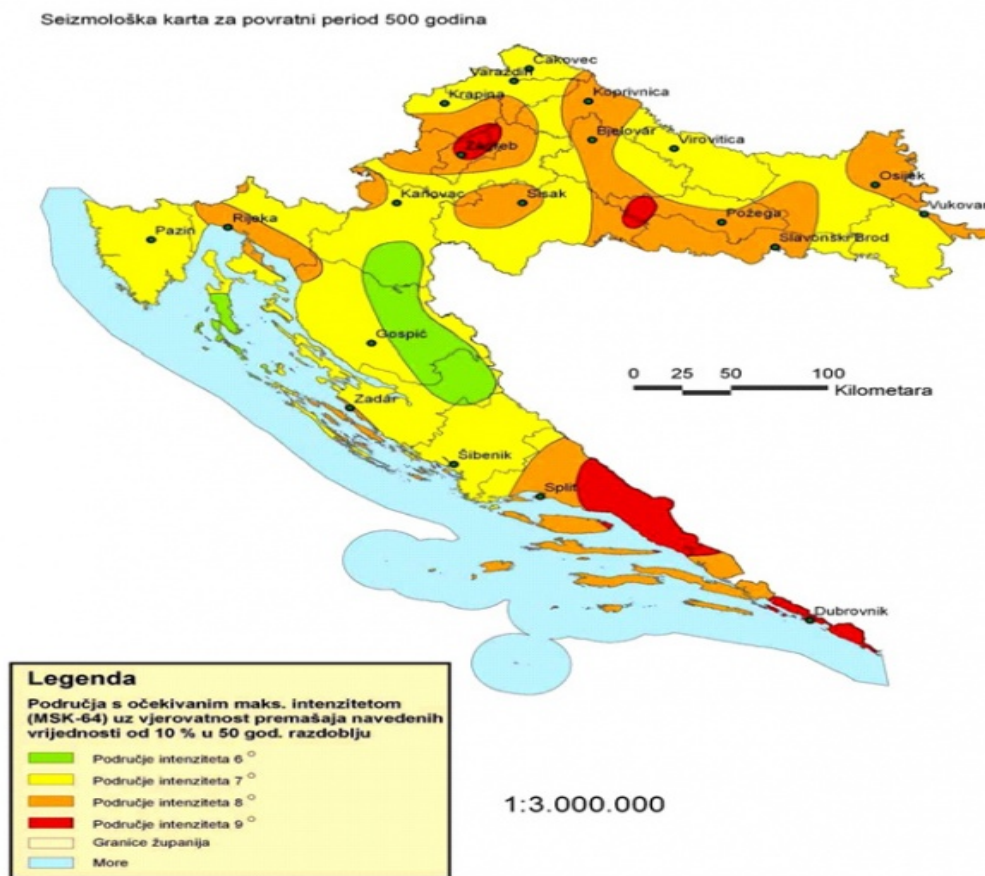 Seizmološka karta za povratni period 500 godina
Čakovec
Varaždin
Krapina
Koprivnica
Bjelovar
Virovitica
Zagreb
Osijek
Karlovac
Sisak
Vukovar
Rijeka
Požega
Pazin
Slavonski Brod
Gospić
0 25 50 100
Kilometara
Zadar
Šibenik
Split
Dubrovnik
Legenda
Područja s očekivanim maks. intenzitetom
(MSK-64) uz vjerovatnost premašaja navedenih
vrijednosti od 10 % u 50 god. razdoblju
Područje intenziteta 6 °
Područje intenziteta 7 °
Područje intenziteta 8 °
Područje intenziteta 9 °
Granice županija
More
1:3.000.000